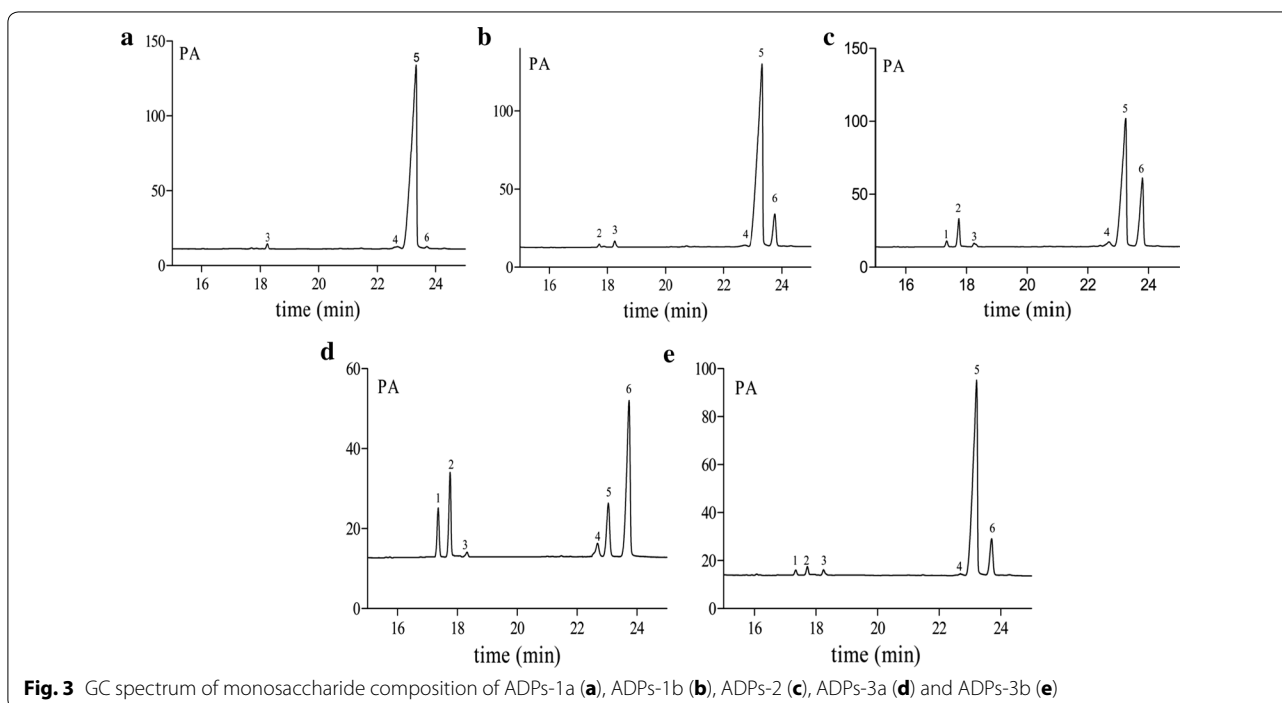 a
150
PA
5
100
50
3
4
6
0
16 18 20 22 24
time (min)
b
PA
5
100
50
6
2
3
4
0
16 18 20 22 24
time (min)
c
150
PA
5
100
6
50
2
1
3
4
0
16 18 20 22 24
time (min)
d
60
PA
6
40
2
1
5
20
3
4
0
16 18 20 22 24
time (min)
e
100
PA
5
80
60
40
6
20
1 2 3
4
0
16 18 20 22 24
time (min)
Fig. 3 GC spectrum of monosaccharide composition of ADPs-1a (a), ADPs-1b (b), ADPs-2 (c), ADPs-3a (d) and ADPs-3b (e)